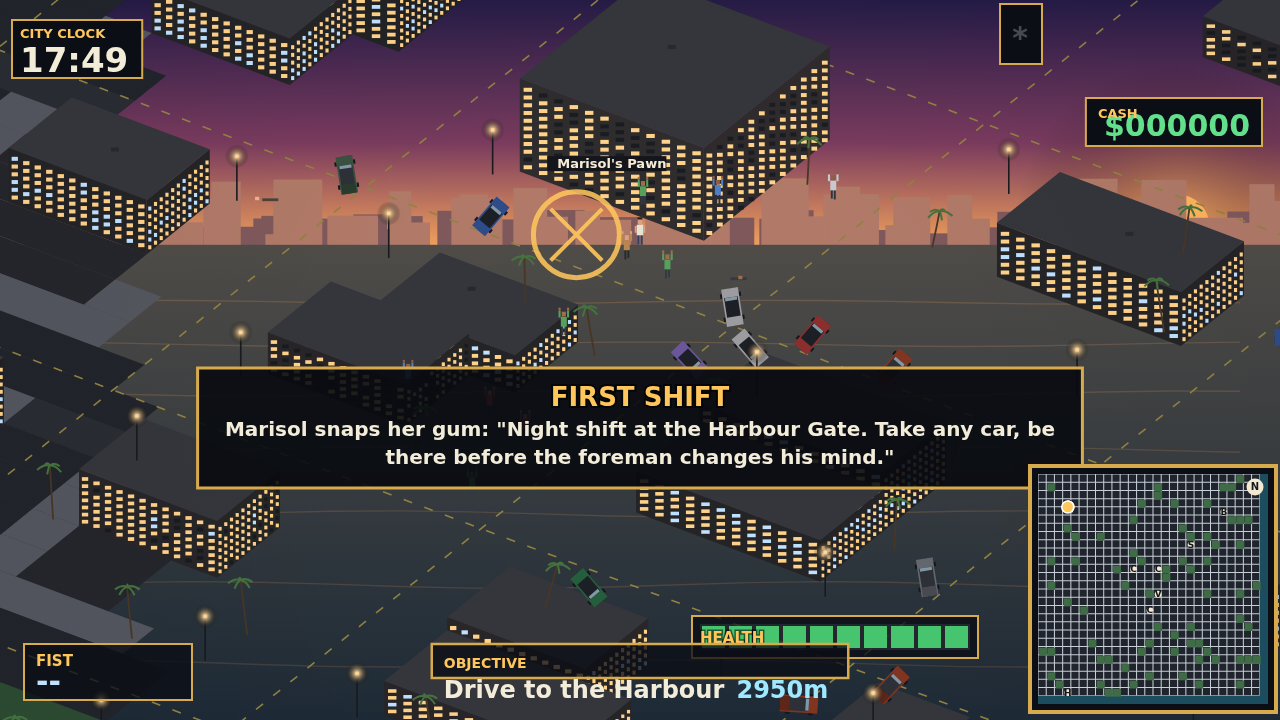 CITY CLOCK
17:49
*
CASH
$000000
Marisol's Pawn
FIRST SHIFT
Marisol snaps her gum: "Night shift at the Harbour Gate. Take any car, be
there before the foreman changes his mind."
N
S
V
HEALTH
FIST
--
OBJECTIVE
Drive to the Harbour 2950m